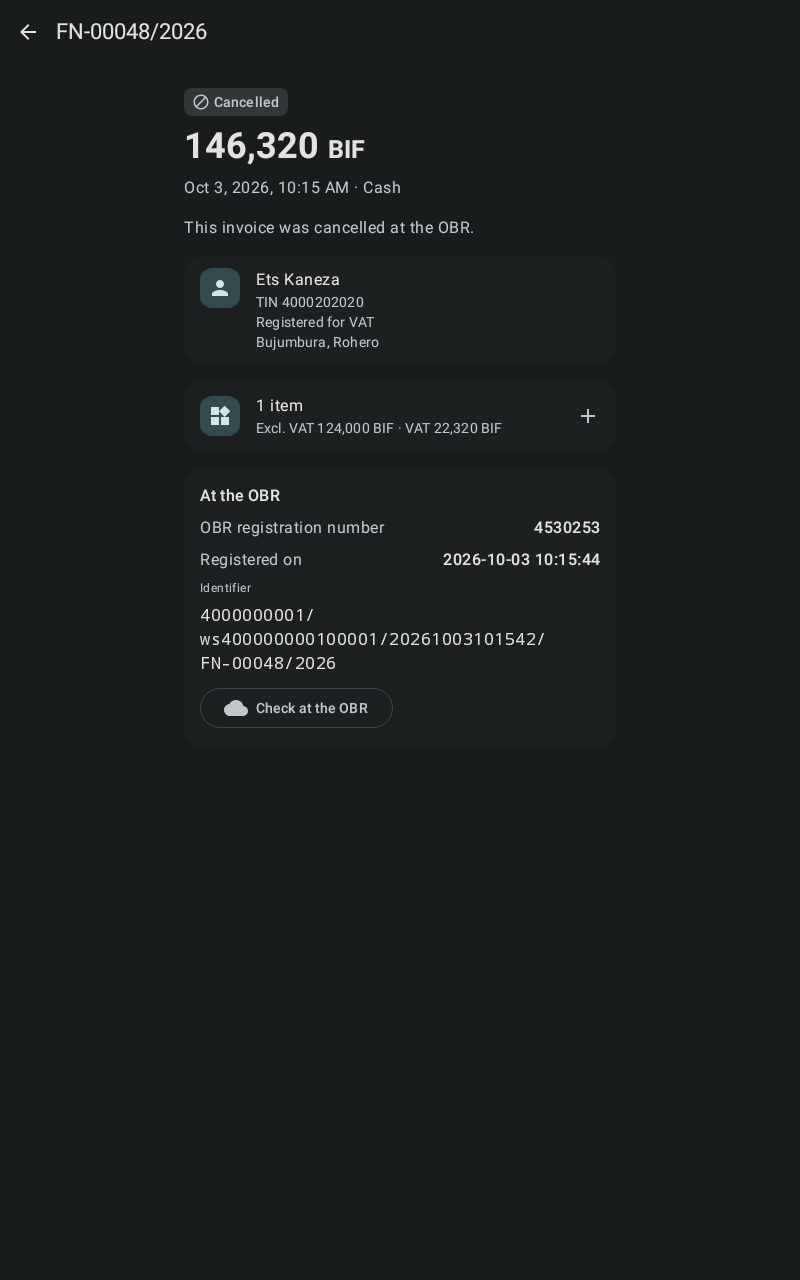 FN-00048/2026
Cancelled
146,320 BIF
Oct 3, 2026, 10:15 AM · Cash
This invoice was cancelled at the OBR.
Ets Kaneza
TIN 4000202020
Registered for VAT
Bujumbura, Rohero
1 item
Excl. VAT 124,000 BIF · VAT 22,320 BIF
At the OBR
OBR registration number 4530253
Registered on 2026-10-03 10:15:44
Identifier
4000000001/
ws400000000100001/20261003101542/
FN-00048/2026
Check at the OBR